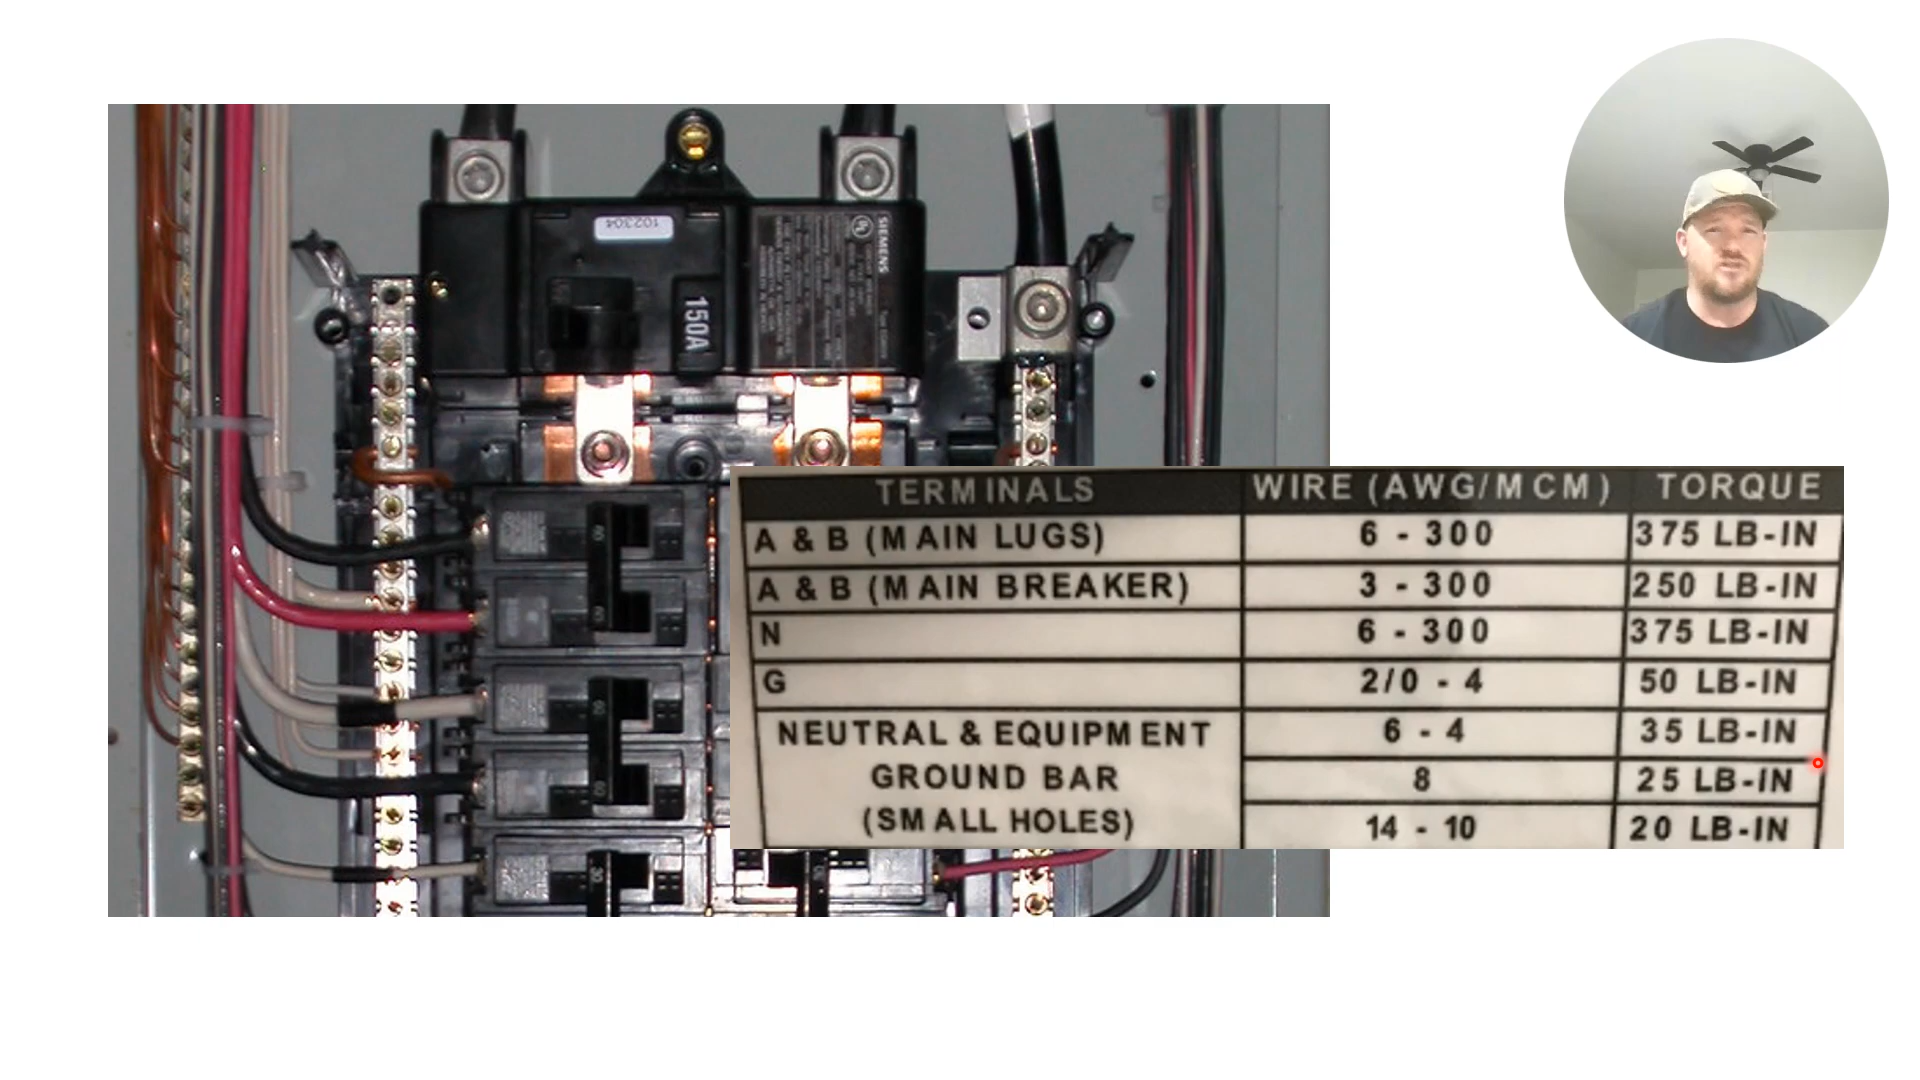 102304
SIEMENS
150A
TERMINALS WIRE (AWG/MCM) TORQUE
A & B (MAIN LUGS) 6 - 300 375 LB-IN
A & B (MAIN BREAKER) 3 - 300 250 LB-IN
N 6 - 300 375 LB-IN
G 2/0 - 4 50 LB-IN
NEUTRAL & EQUIPMENT 6 - 4 35 LB-IN
GROUND BAR 8 25 LB-IN
(SMALL HOLES) 14 - 10 20 LB-IN